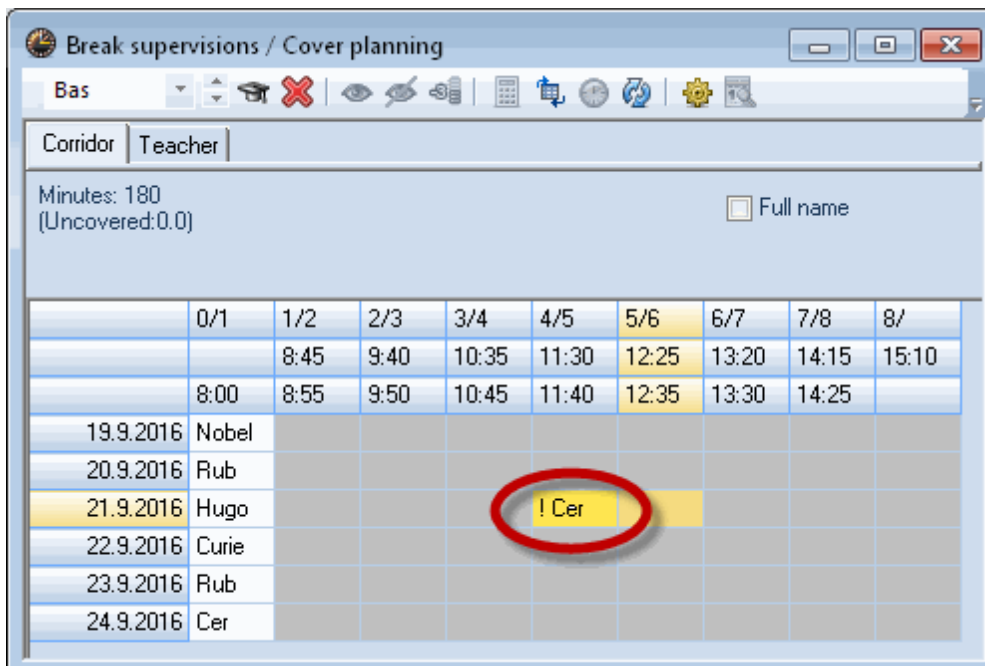 Break supervisions / Cover planning
Bas
Corridor Teacher
Minutes: 180
(Uncovered:0.0)
Full name
0/1 1/2 2/3 3/4 4/5 5/6 6/7 7/8 8/
8:45 9:40 10:35 11:30 12:25 13:20 14:15 15:10
8:00 8:55 9:50 10:45 11:40 12:35 13:30 14:25
19.9.2016 Nobel
20.9.2016 Rub
21.9.2016 Hugo ! Cer
22.9.2016 Curie
23.9.2016 Rub
24.9.2016 Cer